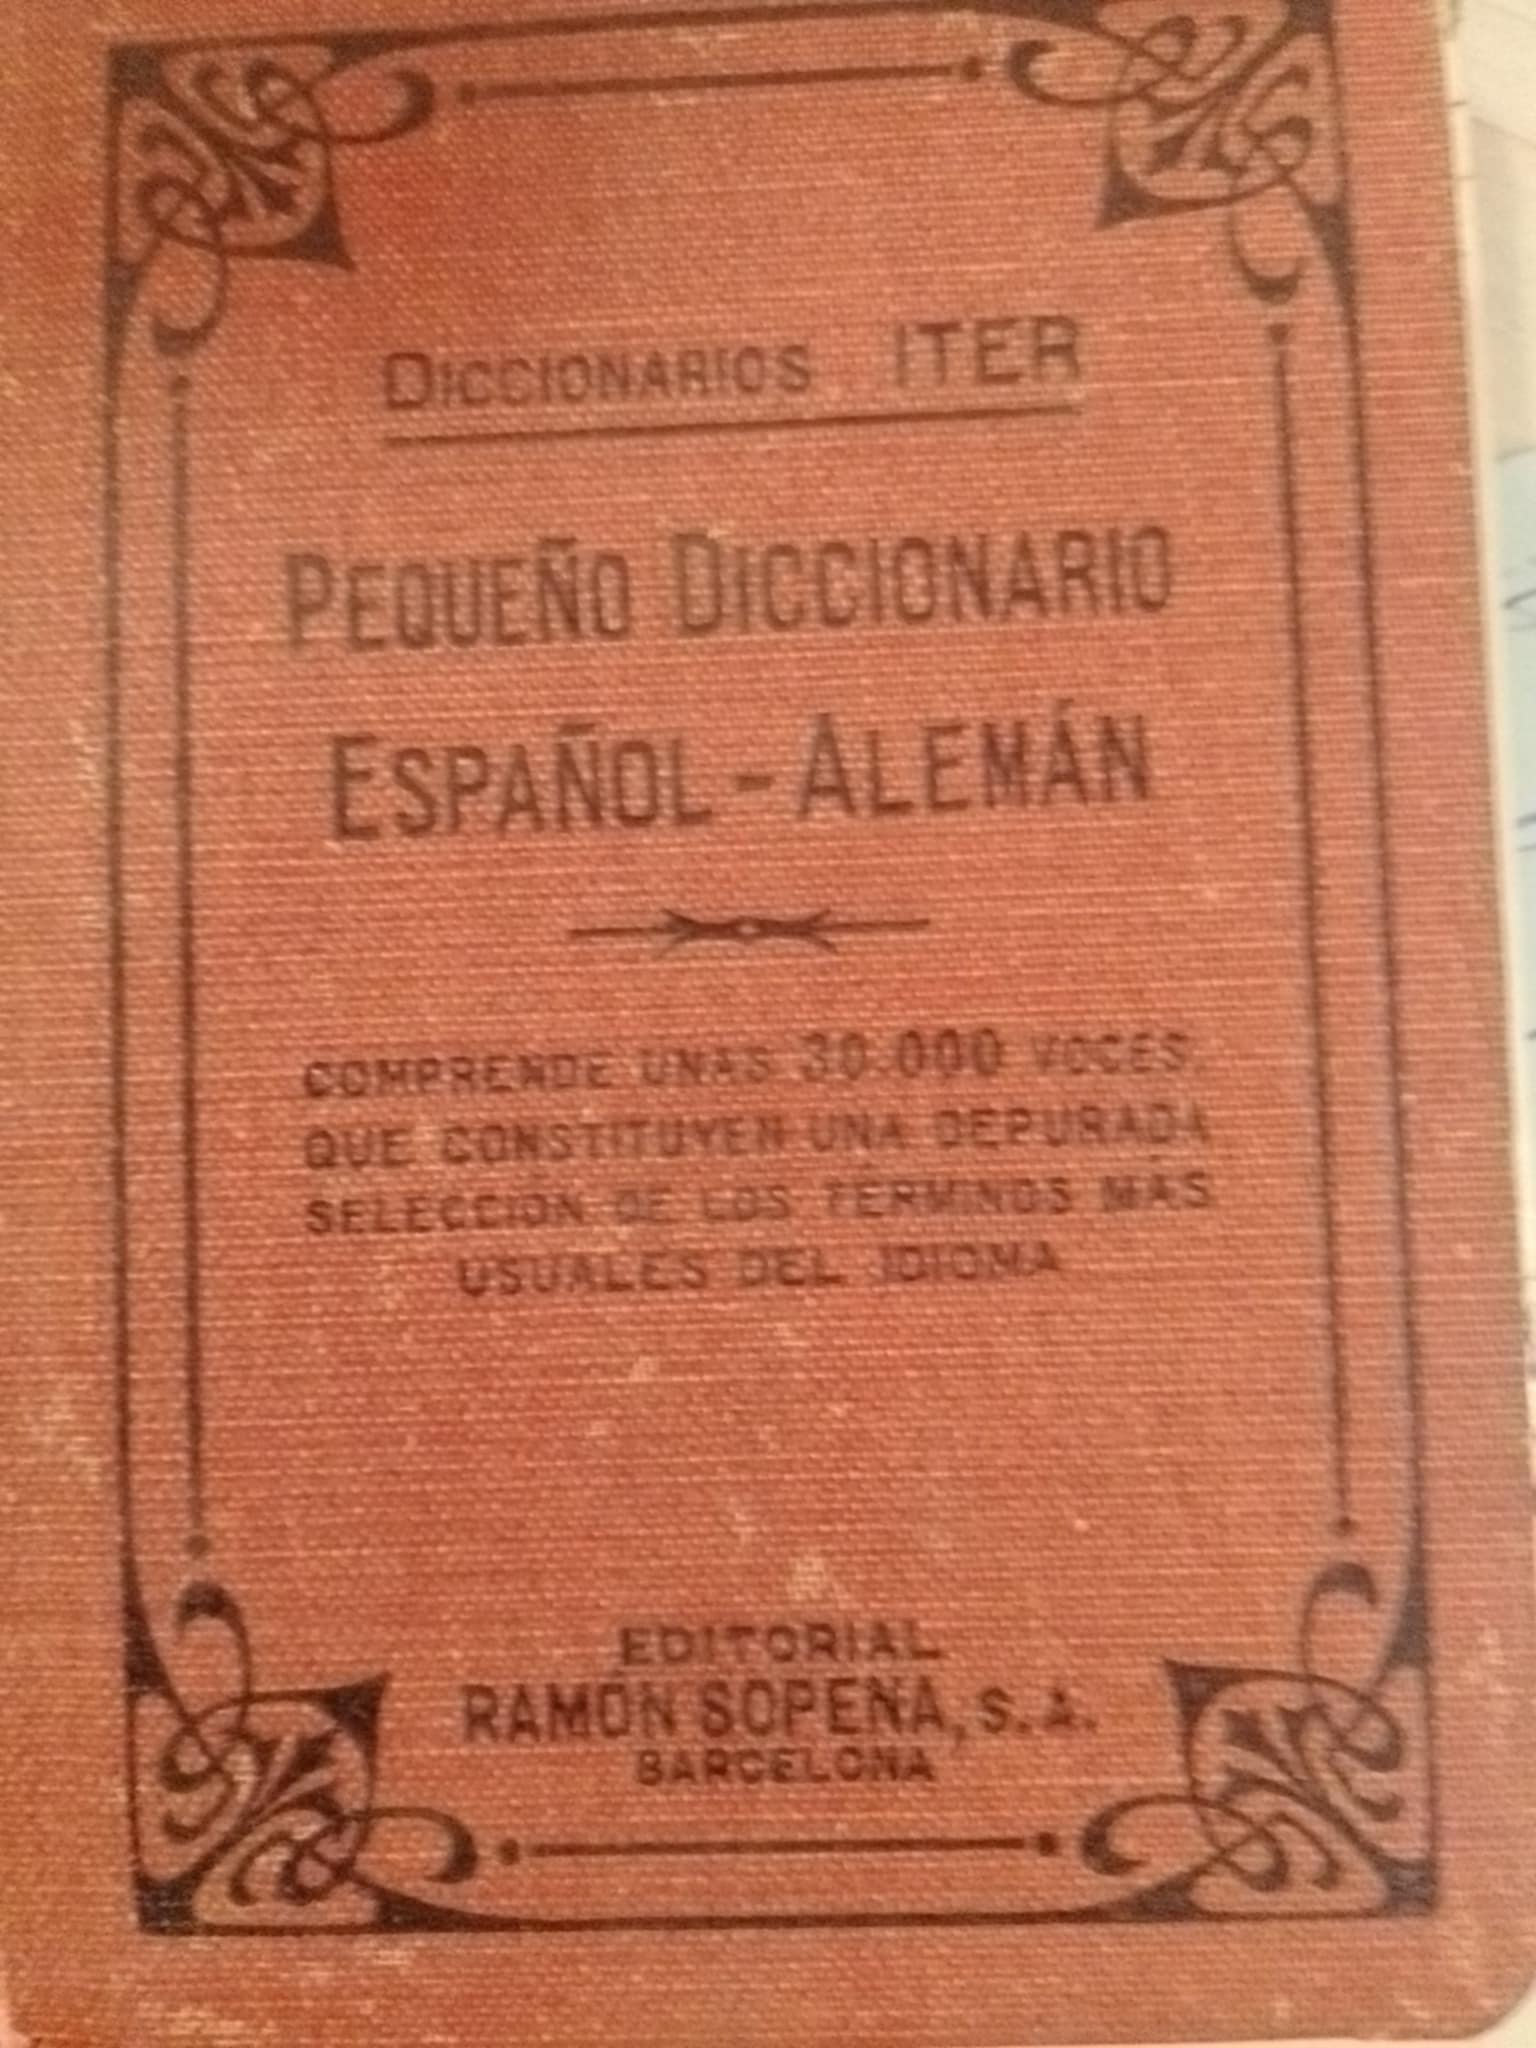 DICCIONARIOS ITER
PEQUEÑO DICCIONARIO
ESPAÑOL - ALEMÁN
COMPRENDE UNAS 30.000 VOCES
QUE CONSTITUYEN UNA DEPURADA
SELECCIÓN DE LOS TÉRMINOS MÁS
USUALES DEL IDIOMA
EDITORIAL
RAMÓN SOPENA, S. A.
BARCELONA